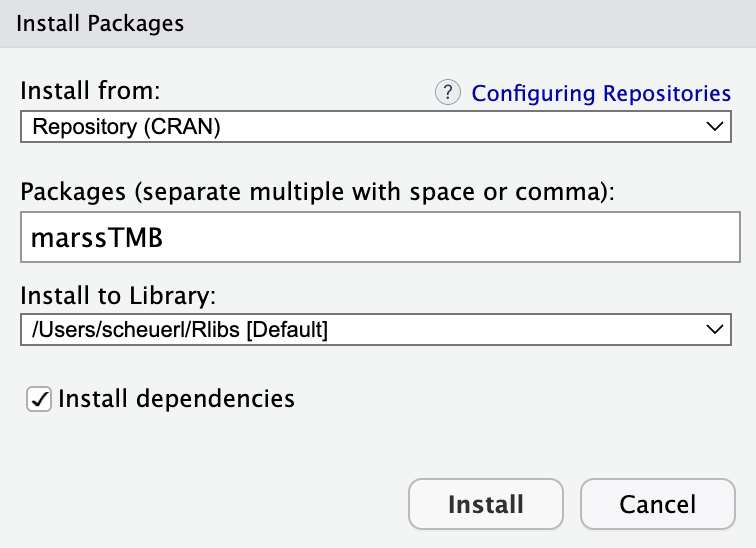 Install Packages
Install from:
? Configuring Repositories
Repository (CRAN)
Packages (separate multiple with space or comma):
marssTMB
Install to Library:
/Users/scheuerl/Rlibs [Default]
Install dependencies
Install Cancel